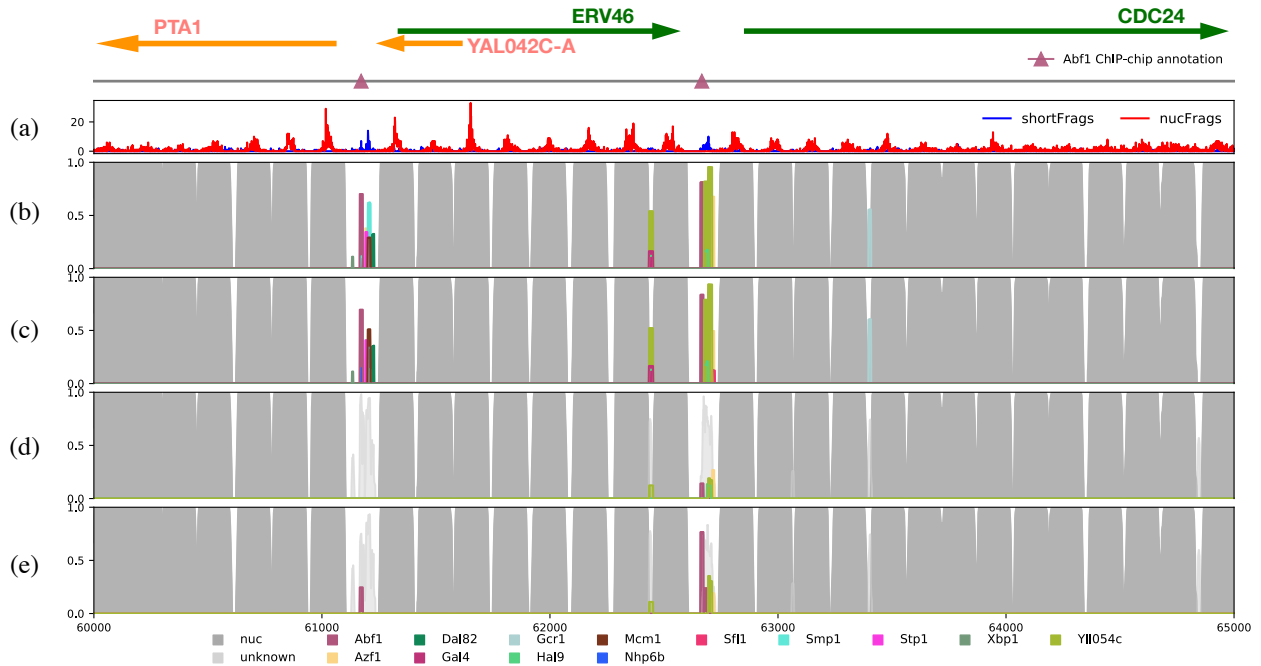 ERV46
CDC24
PTA1
YAL042C-A
Abf1 ChIP-chip annotation
(a)
20
0
shortFrags
nucFrags
(b)
1.0
0.5
0.0
(c)
1.0
0.5
0.0
(d)
1.0
0.5
0.0
(e)
1.0
0.5
0.0
60000 61000 62000 63000 64000 65000
nuc Abf1 Dal82 Gcr1 Mcm1 Sfl1 Smp1 Stp1 Xbp1 Yll054c
unknown Azf1 Gal4 Hal9 Nhp6b